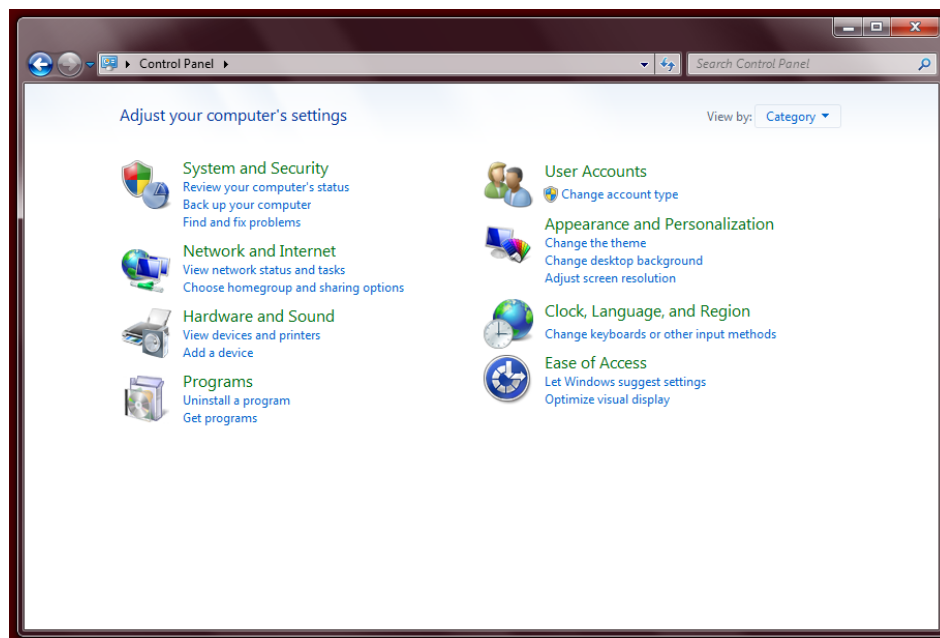 Control Panel
Search Control Panel
Adjust your computer's settings
View by: Category
System and Security
Review your computer's status
Back up your computer
Find and fix problems
Network and Internet
View network status and tasks
Choose homegroup and sharing options
Hardware and Sound
View devices and printers
Add a device
Programs
Uninstall a program
Get programs
User Accounts
Change account type
Appearance and Personalization
Change the theme
Change desktop background
Adjust screen resolution
Clock, Language, and Region
Change keyboards or other input methods
Ease of Access
Let Windows suggest settings
Optimize visual display